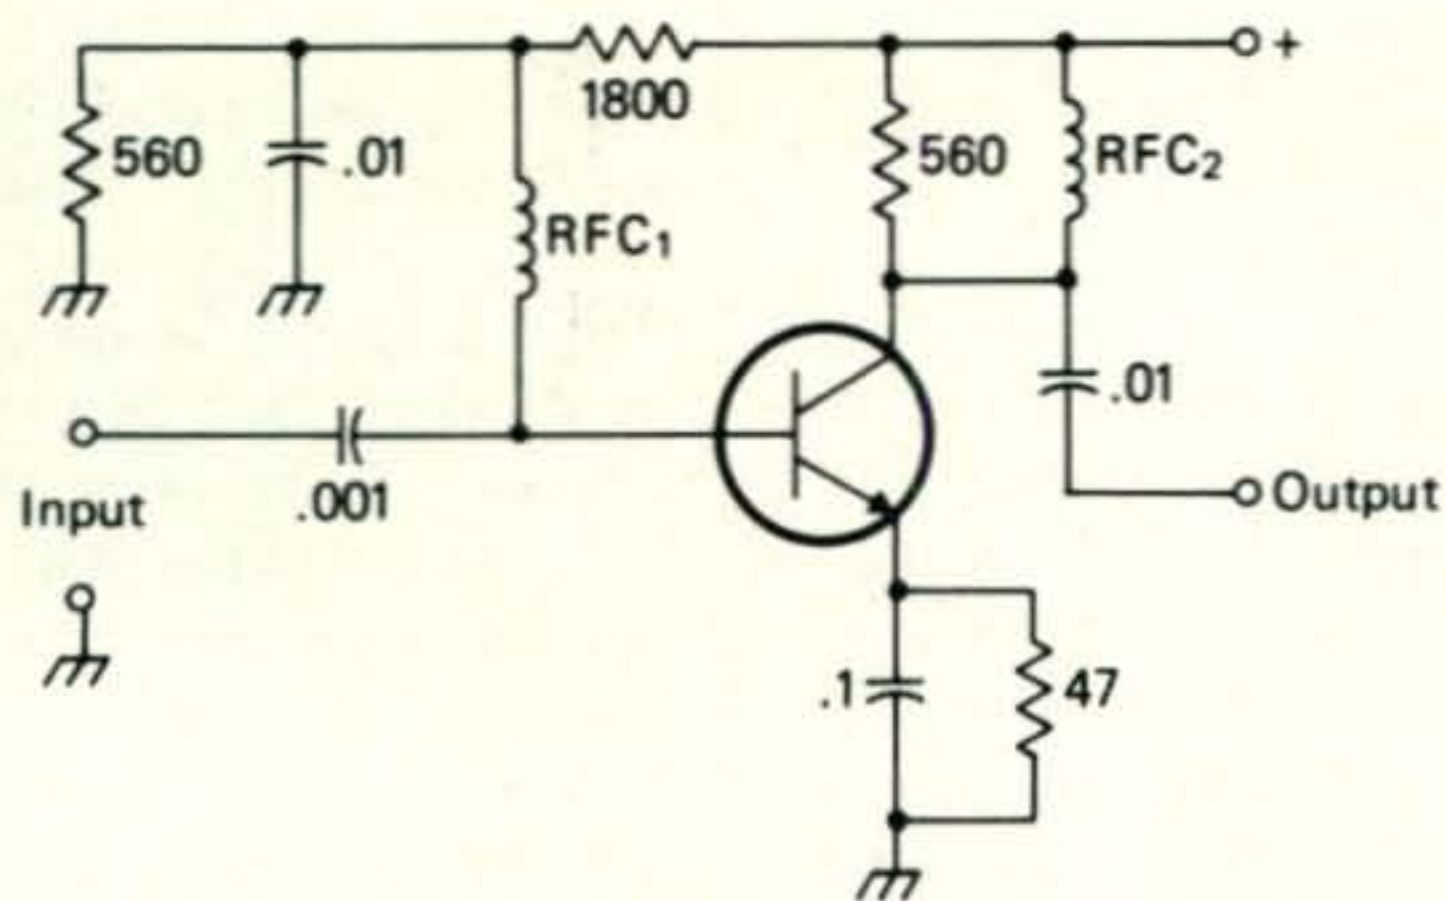 +
1800
560
.01
560
RFC₂
RFC₁
.01
.001
Input
Output
.1
47